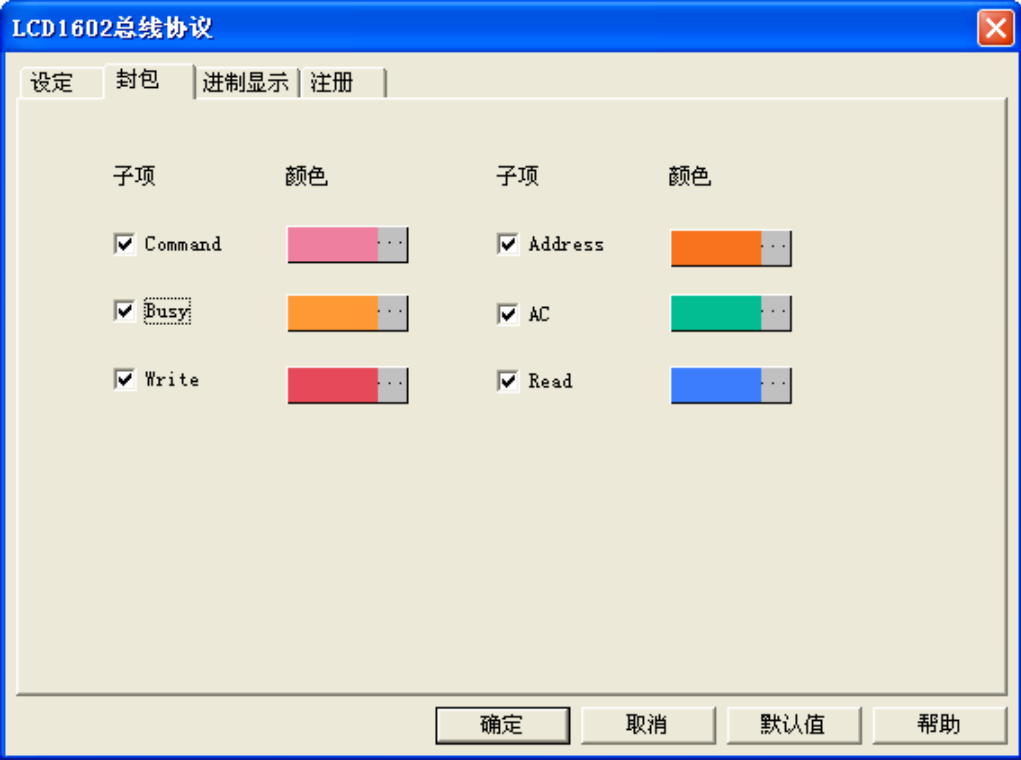 LCD1602总线协议
设定 封包 进制显示 注册
子项 颜色 子项 颜色
Command ... Address ...
Busy ... AC ...
Write ... Read ...
确定 取消 默认值 帮助